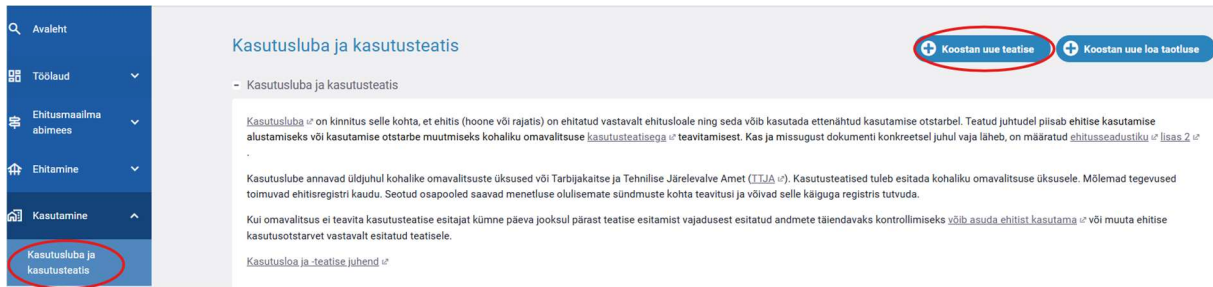 Avaleht
Töölaud
Ehitusmaailma
abimees
Ehitamine
Kasutamine
Kasutusluba ja
kasutusteatis
Kasutusluba ja kasutusteatis
Koostan uue teatise
Koostan uue loa taotluse
Kasutusluba ja kasutusteatis
Kasutusluba on kinnitus selle kohta, et ehitis (hoone või rajatis) on ehitatud vastavalt ehitusloale ning seda võib kasutada ettenähtud kasutamise otstarbel. Teatud juhtudel piisab ehitise kasutamise
alustamiseks või kasutamise otstarbe muutmiseks kohaliku omavalitsuse kasutusteatisega teavitamisest. Kas ja missugust dokumenti konkreetsel juhul vaja läheb, on määratud ehitusseadustiku lisas 2
.
Kasutuslube annavad üldjuhul kohalike omavalitsuste üksused või Tarbijakaitse ja Tehnilise Järelevalve Amet (TTJA). Kasutusteatised tuleb esitada kohaliku omavalitsuse üksusele. Mõlemad tegevused
toimuvad ehitisregistri kaudu. Seotud osapooled saavad menetluse olulisemate sündmuste kohta teavitusi ja võivad selle käiguga registris tutvuda.
Kui omavalitsus ei teavita kasutusteatise esitajat kümne päeva jooksul pärast teatise esitamist vajadusest esitatud andmete täiendavaks kontrollimiseks võib asuda ehitist kasutama või muuta ehitise
kasutusotstarvet vastavalt esitatud teatisele.
Kasutusloa ja -teatise juhend